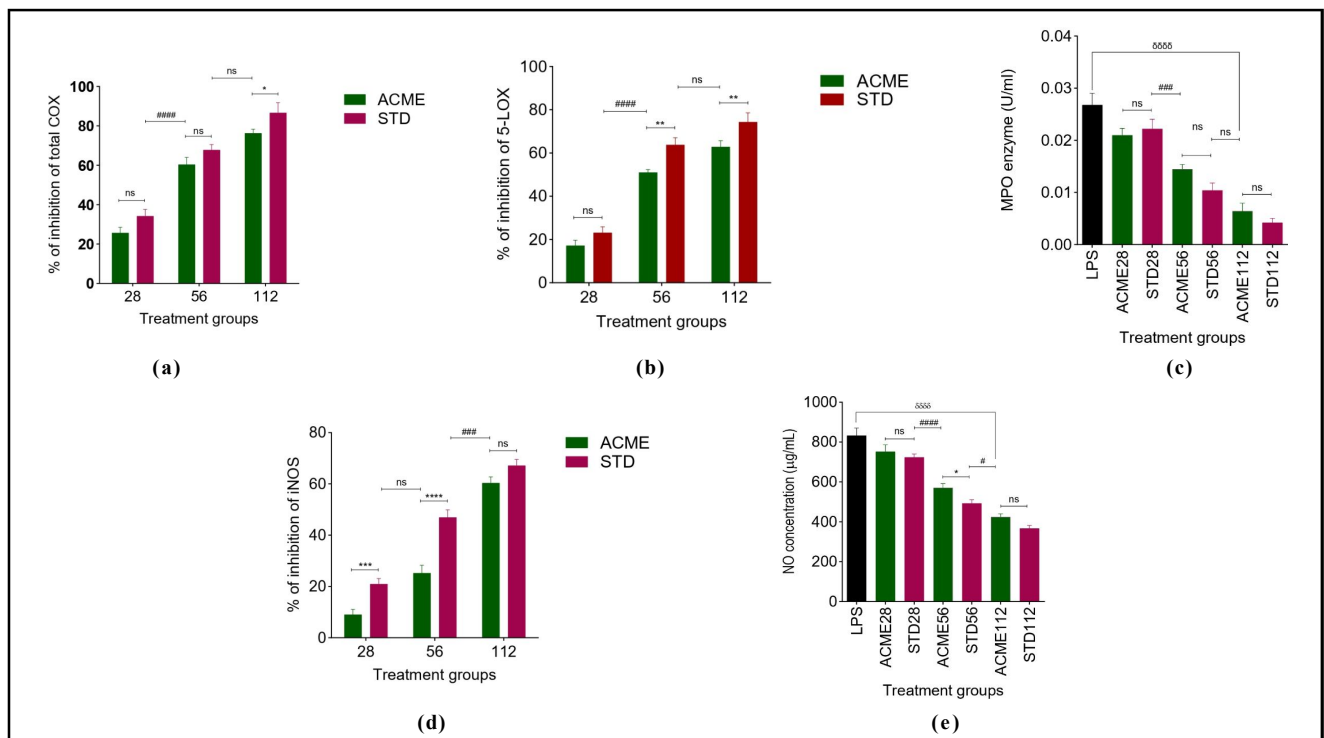 ns
*
100
80
60
40
20
0
% of inhibition of total COX
####
ns
ns
ACME
STD
28 56 112
Treatment groups
(a)
ns
**
100
80
60
40
20
0
% of inhibition of 5-LOX
####
**
ns
ACME
STD
28 56 112
Treatment groups
(b)
δδδδ
0.04
0.03
0.02
0.01
0.00
MPO enzyme (U/ml)
ns
###
ns
ns
ns
LPS
ACME28
STD28
ACME56
STD56
ACME112
STD112
Treatment groups
(c)
80
60
40
20
0
% of inhibition of iNOS
###
ns
ns
****
***
ACME
STD
28 56 112
Treatment groups
(d)
1000
800
600
400
200
0
NO concentration (µg/mL)
δδδδ
ns
####
*
#
ns
LPS
ACME28
STD28
ACME56
STD56
ACME112
STD112
Treatment groups
(e)